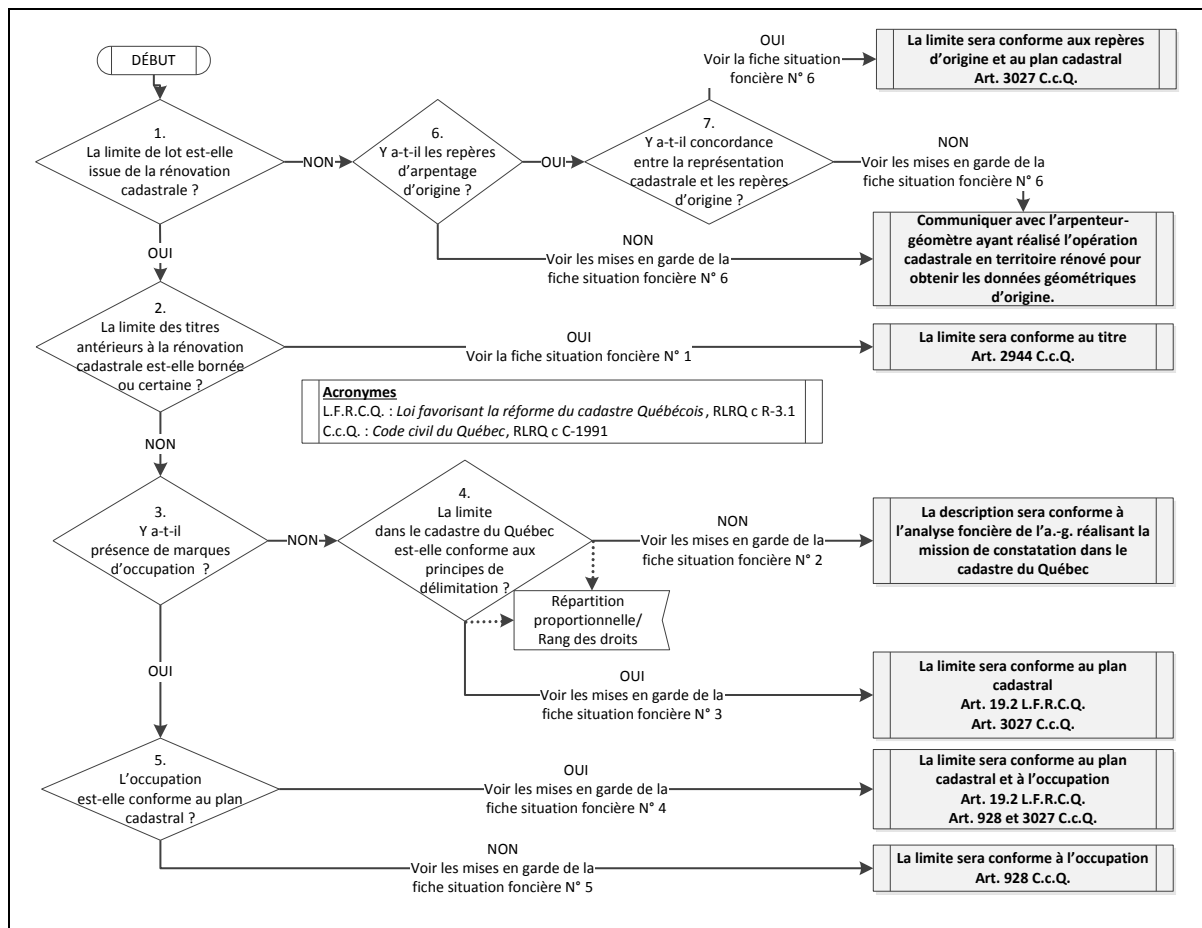 DÉBUT
1.
La limite de lot est-elle
issue de la rénovation
cadastrale ?
NON
6.
Y a-t-il les repères
d'arpentage
d'origine ?
OUI
7.
Y a-t-il concordance
entre la représentation
cadastrale et les repères
d'origine ?
OUI
Voir la fiche situation
foncière N° 6
La limite sera conforme aux repères
d'origine et au plan cadastral
Art. 3027 C.c.Q.
NON
Voir les mises en garde de la
fiche situation foncière N° 6
NON
Voir les mises en garde de la
fiche situation foncière N° 6
Communiquer avec l'arpenteur-
géomètre ayant réalisé l'opération
cadastrale en territoire rénové pour
obtenir les données géométriques
d'origine.
OUI
2.
La limite des titres
antérieurs à la rénovation
cadastrale est-elle bornée
ou certaine ?
OUI
Voir la fiche situation foncière N° 1
La limite sera conforme au titre
Art. 2944 C.c.Q.
Acronymes
L.F.R.C.Q. : Loi favorisant la réforme du cadastre Québécois, RLRQ c R-3.1
C.c.Q. : Code civil du Québec, RLRQ c C-1991
NON
3.
Y a-t-il
présence de marques
d'occupation ?
NON
4.
La limite
dans le cadastre du Québec
est-elle conforme aux
principes de
délimitation ?
NON
Voir les mises en garde de la
fiche situation foncière N° 2
La description sera conforme à
l'analyse foncière de l'a.-g. réalisant la
mission de constatation dans le
cadastre du Québec
Répartition
proportionnelle/
Rang des droits
OUI
OUI
Voir les mises en garde de la
fiche situation foncière N° 3
La limite sera conforme au plan
cadastral
Art. 19.2 L.F.R.C.Q.
Art. 3027 C.c.Q.
5.
L'occupation
est-elle conforme au plan
cadastral ?
OUI
Voir les mises en garde de la
fiche situation foncière N° 4
La limite sera conforme au plan
cadastral et à l'occupation
Art. 19.2 L.F.R.C.Q.
Art. 928 et 3027 C.c.Q.
NON
Voir les mises en garde de la
fiche situation foncière N° 5
La limite sera conforme à l'occupation
Art. 928 C.c.Q.